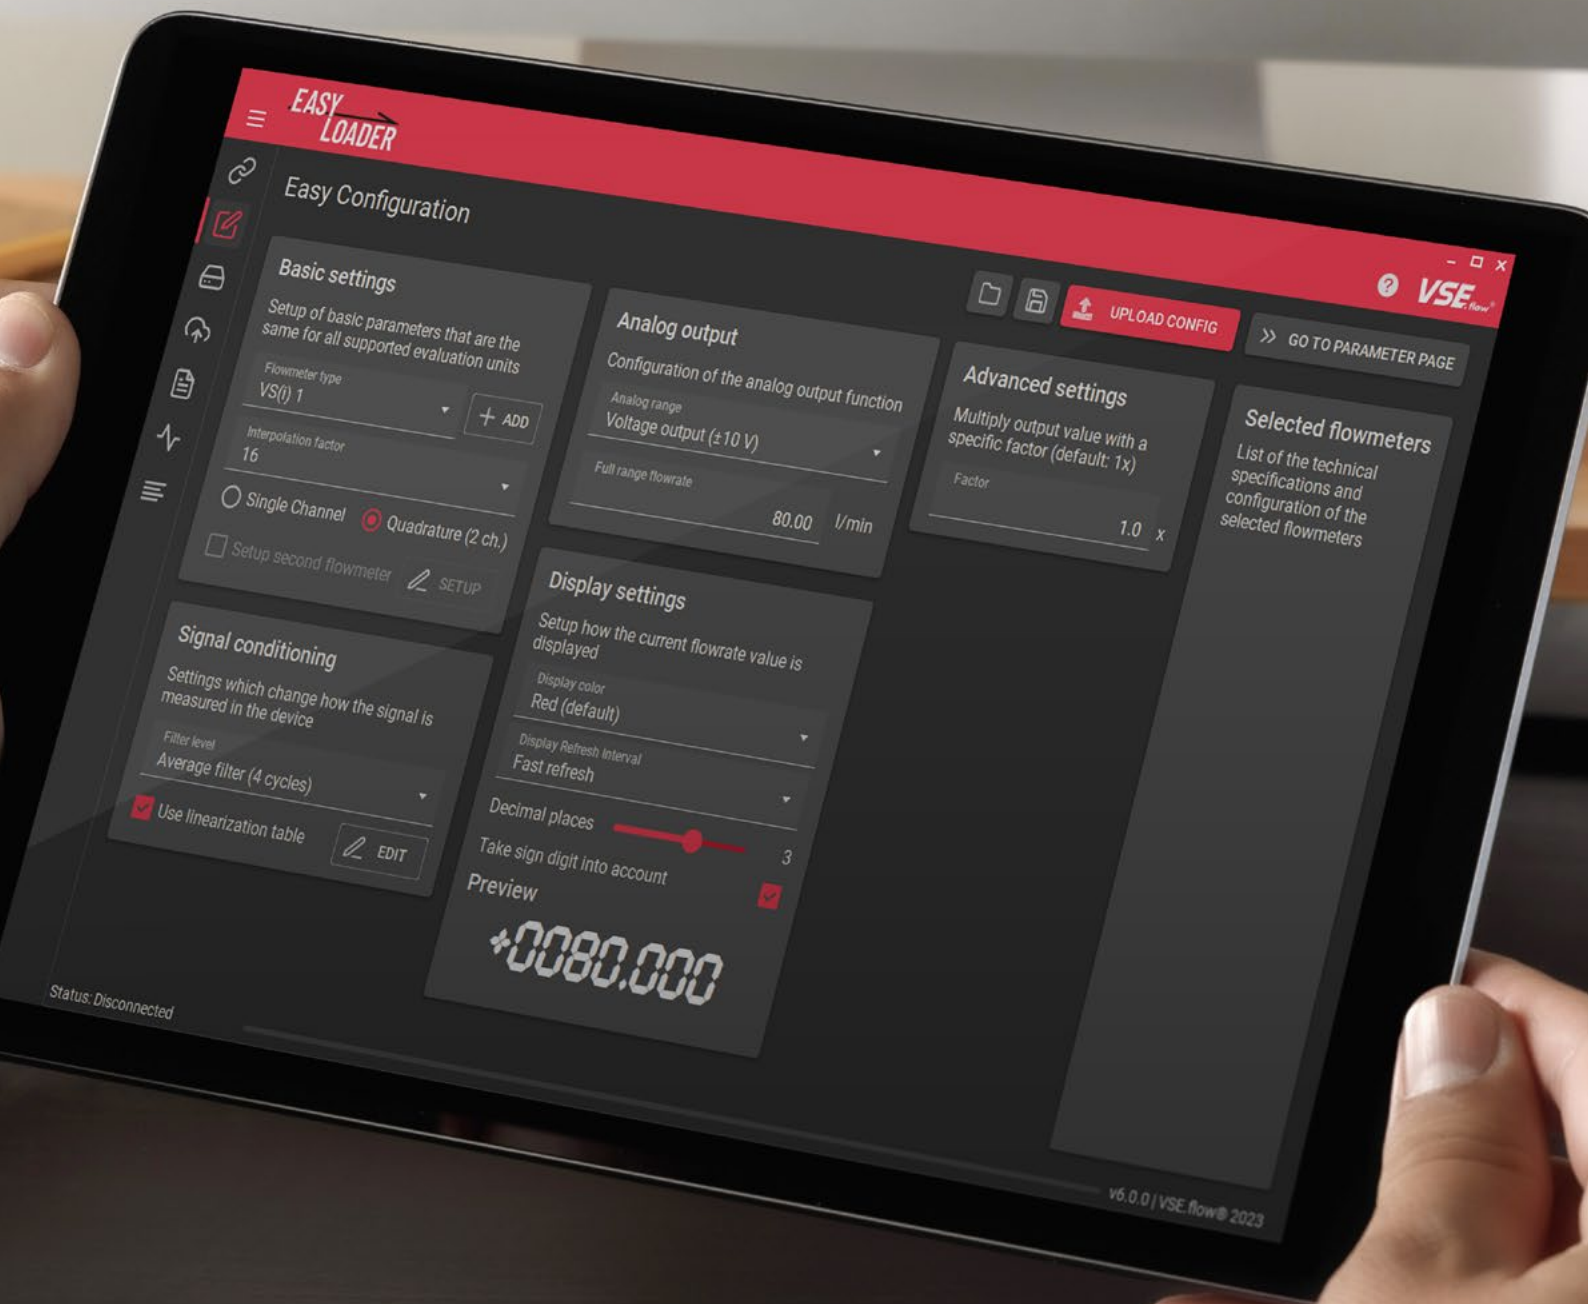 EASY
LOADER
VSE.flow®
Easy Configuration
UPLOAD CONFIG
GO TO PARAMETER PAGE
Basic settings
Setup of basic parameters that are the
same for all supported evaluation units
Flowmeter type
VS(i) 1
ADD
Interpolation factor
16
Single Channel
Quadrature (2 ch.)
Setup second flowmeter
SETUP
Signal conditioning
Settings which change how the signal is
measured in the device
Filter level
Average filter (4 cycles)
Use linearization table
EDIT
Analog output
Configuration of the analog output function
Analog range
Voltage output (±10 V)
Full range flowrate
80.00 l/min
Display settings
Setup how the current flowrate value is
displayed
Display color
Red (default)
Display Refresh Interval
Fast refresh
Decimal places
3
Take sign digit into account
Preview
+0080.000
Advanced settings
Multiply output value with a
specific factor (default: 1x)
Factor
1.0 x
Selected flowmeters
List of the technical
specifications and
configuration of the
selected flowmeters
Status: Disconnected
v6.0.0 | VSE.flow® 2023